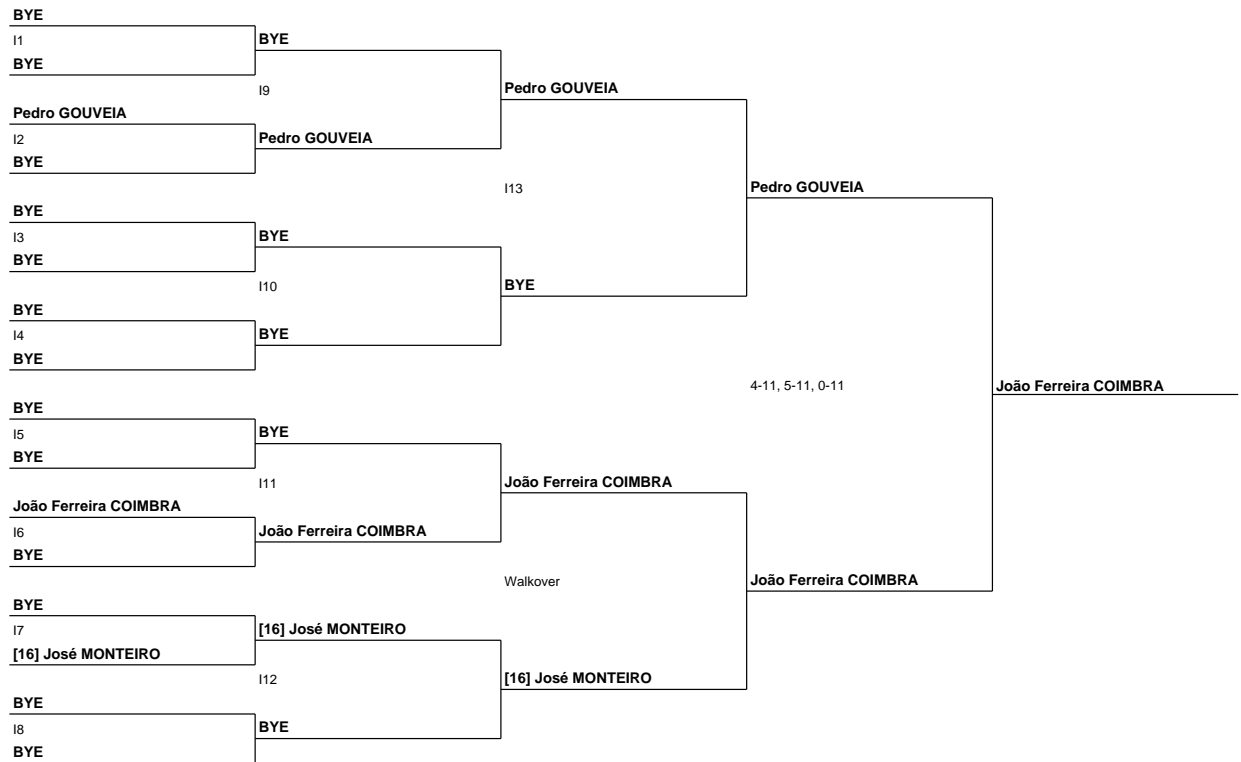 BYE
I1
BYE
BYE
I9
Pedro GOUVEIA
Pedro GOUVEIA
I2
Pedro GOUVEIA
BYE
I13
Pedro GOUVEIA
BYE
I3
BYE
BYE
I10
BYE
BYE
I4
BYE
BYE
4-11, 5-11, 0-11
João Ferreira COIMBRA
BYE
I5
BYE
BYE
I11
João Ferreira COIMBRA
João Ferreira COIMBRA
I6
João Ferreira COIMBRA
BYE
Walkover
João Ferreira COIMBRA
BYE
I7
[16] José MONTEIRO
[16] José MONTEIRO
I12
[16] José MONTEIRO
BYE
I8
BYE
BYE